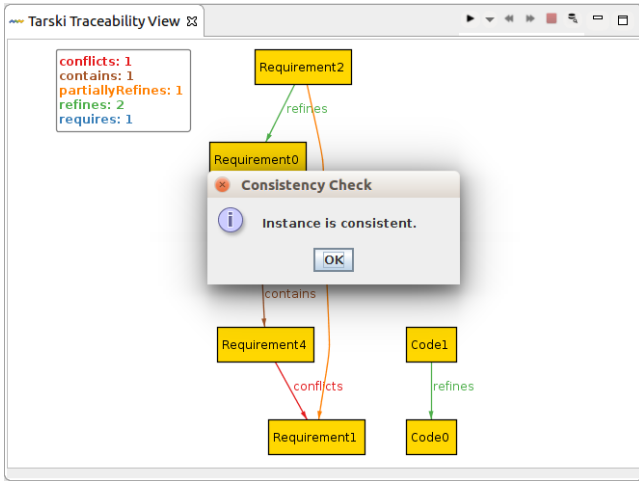 Tarski Traceability View
conflicts: 1
contains: 1
partiallyRefines: 1
refines: 2
requires: 1
Requirement2
refines
Requirement0
Consistency Check
Instance is consistent.
OK
contains
Requirement4
Code1
conflicts
refines
Requirement1
Code0